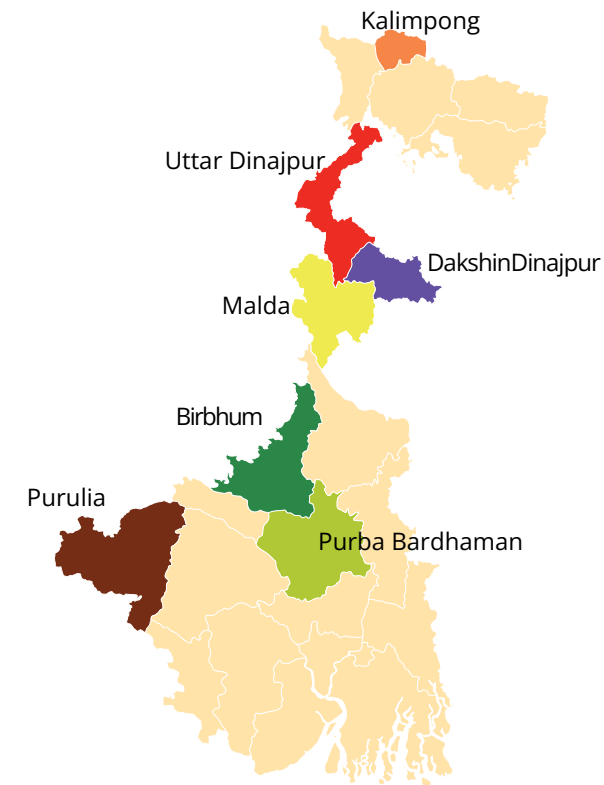 Kalimpong
Uttar Dinajpur
DakshinDinajpur
Malda
Birbhum
Purulia
Purba Bardhaman